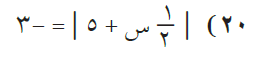 ٢٠) | ١/٢ س + ٥ | = −٣